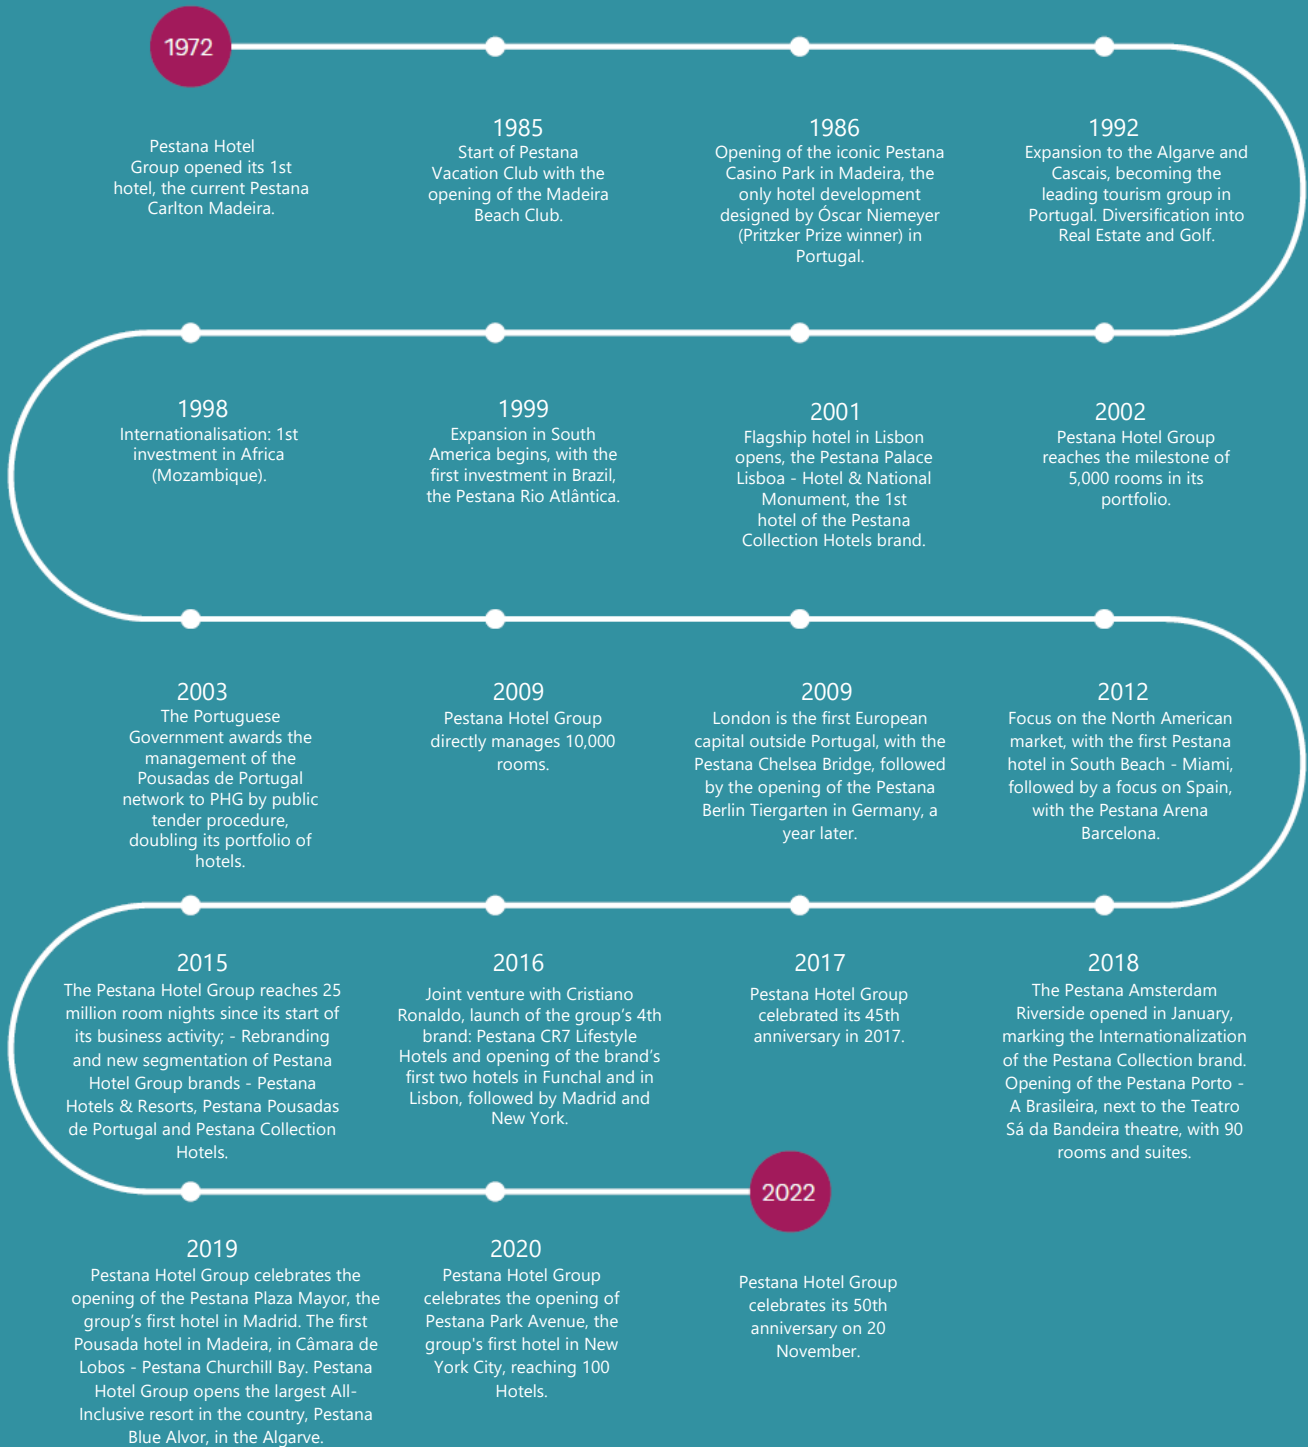 1972
Pestana Hotel
Group opened its 1st
hotel, the current Pestana
Carlton Madeira.
1985
Start of Pestana
Vacation Club with the
opening of the Madeira
Beach Club.
1986
Opening of the iconic Pestana
Casino Park in Madeira, the
only hotel development
designed by Óscar Niemeyer
(Pritzker Prize winner) in
Portugal.
1992
Expansion to the Algarve and
Cascais, becoming the
leading tourism group in
Portugal. Diversification into
Real Estate and Golf.
1998
Internationalisation: 1st
investment in Africa
(Mozambique).
1999
Expansion in South
America begins, with the
first investment in Brazil,
the Pestana Rio Atlântica.
2001
Flagship hotel in Lisbon
opens, the Pestana Palace
Lisboa - Hotel & National
Monument, the 1st
hotel of the Pestana
Collection Hotels brand.
2002
Pestana Hotel Group
reaches the milestone of
5,000 rooms in its
portfolio.
2003
The Portuguese
Government awards the
management of the
Pousadas de Portugal
network to PHG by public
tender procedure,
doubling its portfolio of
hotels.
2009
Pestana Hotel Group
directly manages 10,000
rooms.
2009
London is the first European
capital outside Portugal, with the
Pestana Chelsea Bridge, followed
by the opening of the Pestana
Berlin Tiergarten in Germany, a
year later.
2012
Focus on the North American
market, with the first Pestana
hotel in South Beach - Miami,
followed by a focus on Spain,
with the Pestana Arena
Barcelona.
2015
The Pestana Hotel Group reaches 25
million room nights since its start of
its business activity; - Rebranding
and new segmentation of Pestana
Hotel Group brands - Pestana
Hotels & Resorts, Pestana Pousadas
de Portugal and Pestana Collection
Hotels.
2016
Joint venture with Cristiano
Ronaldo, launch of the group's 4th
brand: Pestana CR7 Lifestyle
Hotels and opening of the brand's
first two hotels in Funchal and in
Lisbon, followed by Madrid and
New York.
2017
Pestana Hotel Group
celebrated its 45th
anniversary in 2017.
2018
The Pestana Amsterdam
Riverside opened in January,
marking the Internationalization
of the Pestana Collection brand.
Opening of the Pestana Porto -
A Brasileira, next to the Teatro
Sá da Bandeira theatre, with 90
rooms and suites.
2019
Pestana Hotel Group celebrates the
opening of the Pestana Plaza Mayor, the
group's first hotel in Madrid. The first
Pousada hotel in Madeira, in Câmara de
Lobos - Pestana Churchill Bay. Pestana
Hotel Group opens the largest All-
Inclusive resort in the country, Pestana
Blue Alvor, in the Algarve.
2020
Pestana Hotel Group
celebrates the opening of
Pestana Park Avenue, the
group's first hotel in New
York City, reaching 100
Hotels.
2022
Pestana Hotel Group
celebrates its 50th
anniversary on 20
November.